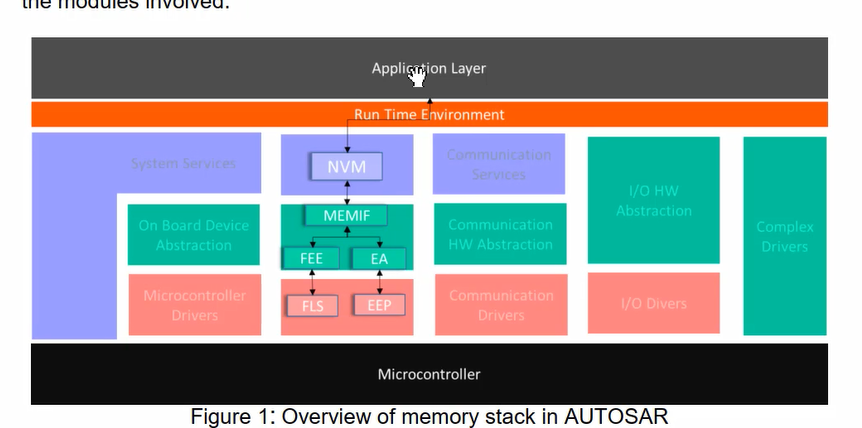 the modules involved.
Application Layer
Run Time Environment
System Services
NVM
Communication
Services
I/O HW
Abstraction
Complex
Drivers
On Board Device
Abstraction
MEMIF
FEE
EA
Communication
HW Abstraction
Microcontroller
Drivers
FLS
EEP
Communication
Drivers
I/O Divers
Microcontroller
Figure 1: Overview of memory stack in AUTOSAR